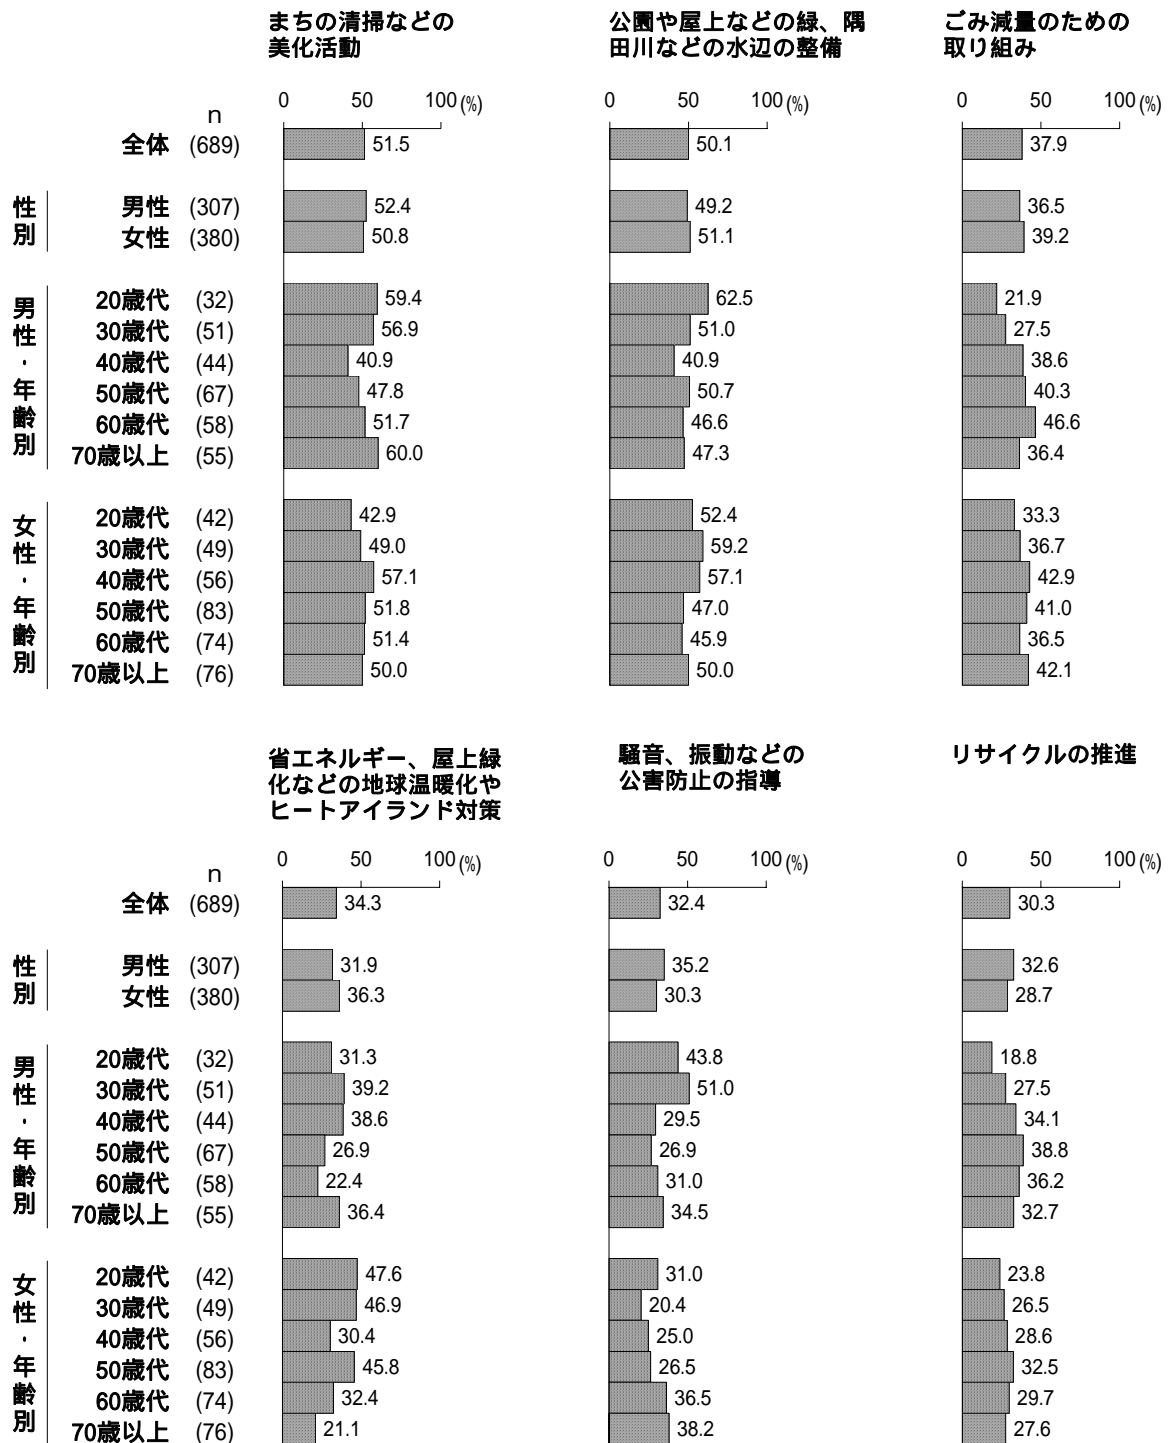 まちの清掃などの
美化活動
公園や屋上などの緑、隅
田川などの水辺の整備
ごみ減量のための
取り組み
0 50 100 (%)
0 50 100 (%)
0 50 100 (%)
n
全体 (689) 51.5 50.1 37.9
性別
男性 (307) 52.4 49.2 36.5
女性 (380) 50.8 51.1 39.2
男性・年齢別
20歳代 (32) 59.4 62.5 21.9
30歳代 (51) 56.9 51.0 27.5
40歳代 (44) 40.9 40.9 38.6
50歳代 (67) 47.8 50.7 40.3
60歳代 (58) 51.7 46.6 46.6
70歳以上 (55) 60.0 47.3 36.4
女性・年齢別
20歳代 (42) 42.9 52.4 33.3
30歳代 (49) 49.0 59.2 36.7
40歳代 (56) 57.1 57.1 42.9
50歳代 (83) 51.8 47.0 41.0
60歳代 (74) 51.4 45.9 36.5
70歳以上 (76) 50.0 50.0 42.1
省エネルギー、屋上緑
化などの地球温暖化や
ヒートアイランド対策
騒音、振動などの
公害防止の指導
リサイクルの推進
0 50 100 (%)
0 50 100 (%)
0 50 100 (%)
n
全体 (689) 34.3 32.4 30.3
性別
男性 (307) 31.9 35.2 32.6
女性 (380) 36.3 30.3 28.7
男性・年齢別
20歳代 (32) 31.3 43.8 18.8
30歳代 (51) 39.2 51.0 27.5
40歳代 (44) 38.6 29.5 34.1
50歳代 (67) 26.9 26.9 38.8
60歳代 (58) 22.4 31.0 36.2
70歳以上 (55) 36.4 34.5 32.7
女性・年齢別
20歳代 (42) 47.6 31.0 23.8
30歳代 (49) 46.9 20.4 26.5
40歳代 (56) 30.4 25.0 28.6
50歳代 (83) 45.8 26.5 32.5
60歳代 (74) 32.4 36.5 29.7
70歳以上 (76) 21.1 38.2 27.6